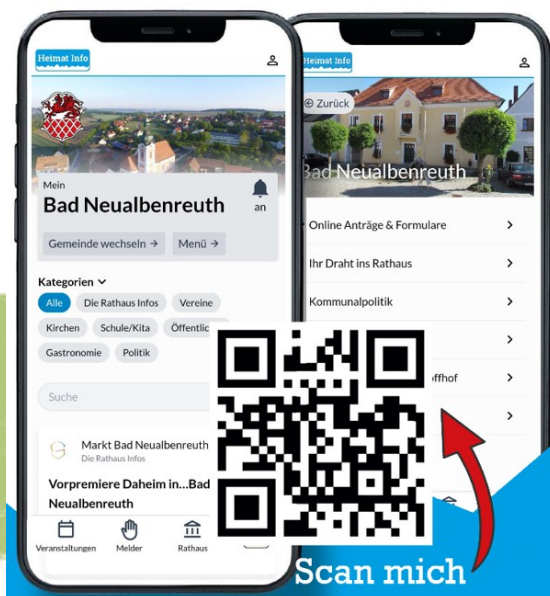 Heimat Info
Mein
Bad Neualbenreuth
an
Gemeinde wechseln →
Menü →
Kategorien
Alle
Die Rathaus Infos
Vereine
Kirchen
Schule/Kita
Gastronomie
Politik
Suche
Markt Bad Neualbenreuth
Die Rathaus Infos
Vorpremiere Daheim in...Bad
Neualbenreuth
Veranstaltungen
Melder
Rathaus
Heimat Info
Zurück
Bad Neualbenreuth
Online Anträge & Formulare
Ihr Draht ins Rathaus
Kommunalpolitik
Scan mich